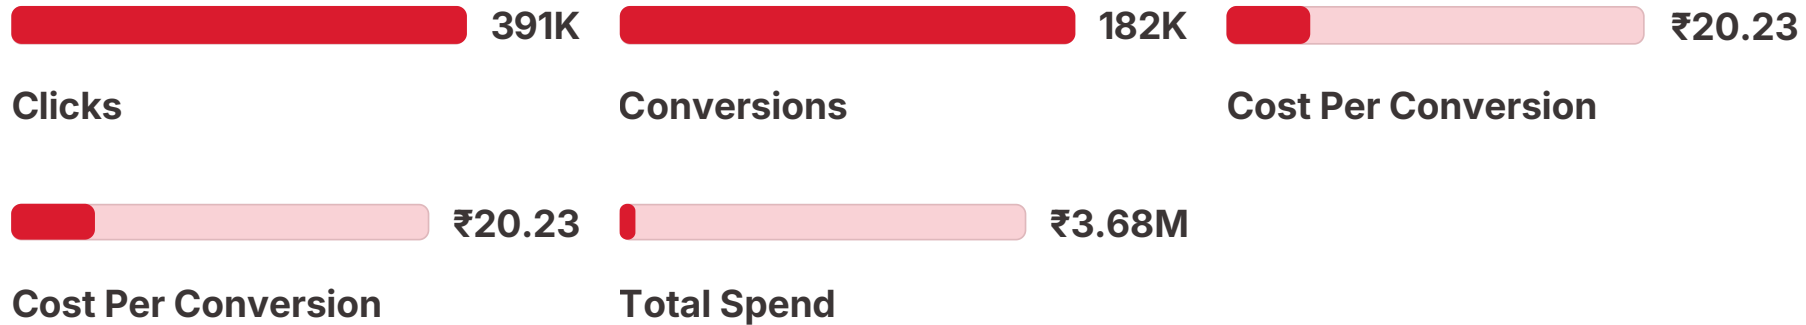 391K
Clicks
182K
Conversions
₹20.23
Cost Per Conversion
₹20.23
Cost Per Conversion
₹3.68M
Total Spend